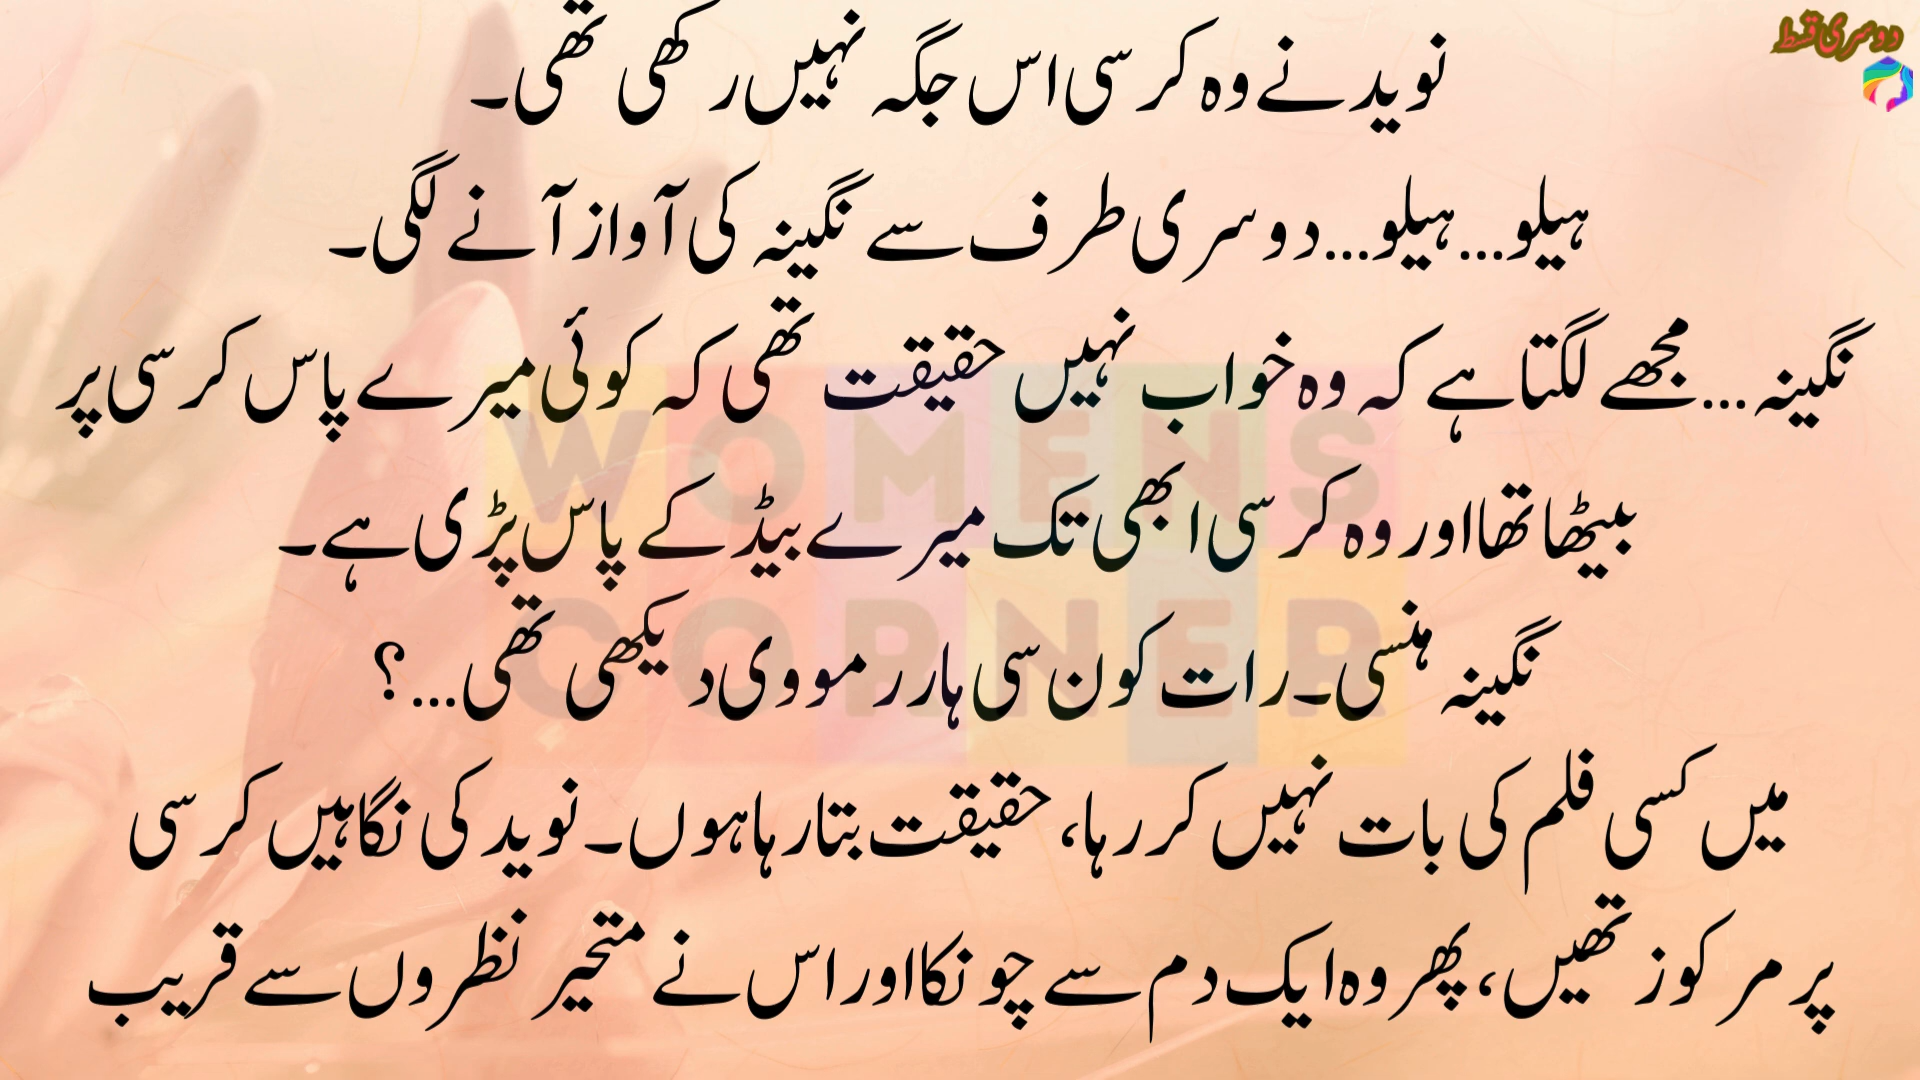 دوسری قسط
نوید نے وہ کرسی اس جگہ نہیں رکھی تھی۔
ہیلو...ہیلو...دوسری طرف سے نگینہ کی آواز آنے لگی۔
نگینہ...مجھے لگتا ہے کہ وہ خواب نہیں حقیقت تھی کہ کوئی میرے پاس کرسی پر
بیٹھا تھا اور وہ کرسی ابھی تک میرے بیڈ کے پاس پڑی ہے۔
نگینہ ہنسی۔ رات کون سی ہارر مووی دیکھی تھی...؟
میں کسی فلم کی بات نہیں کر رہا، حقیقت بتا رہا ہوں۔ نوید کی نگاہیں کرسی
پر مرکوز تھیں، پھر وہ ایک دم سے چونکا اور اس نے متحیر نظروں سے قریب
WOMENS
CORNER